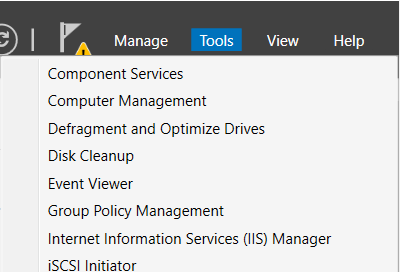 Manage Tools View Help
Component Services
Computer Management
Defragment and Optimize Drives
Disk Cleanup
Event Viewer
Group Policy Management
Internet Information Services (IIS) Manager
iSCSI Initiator